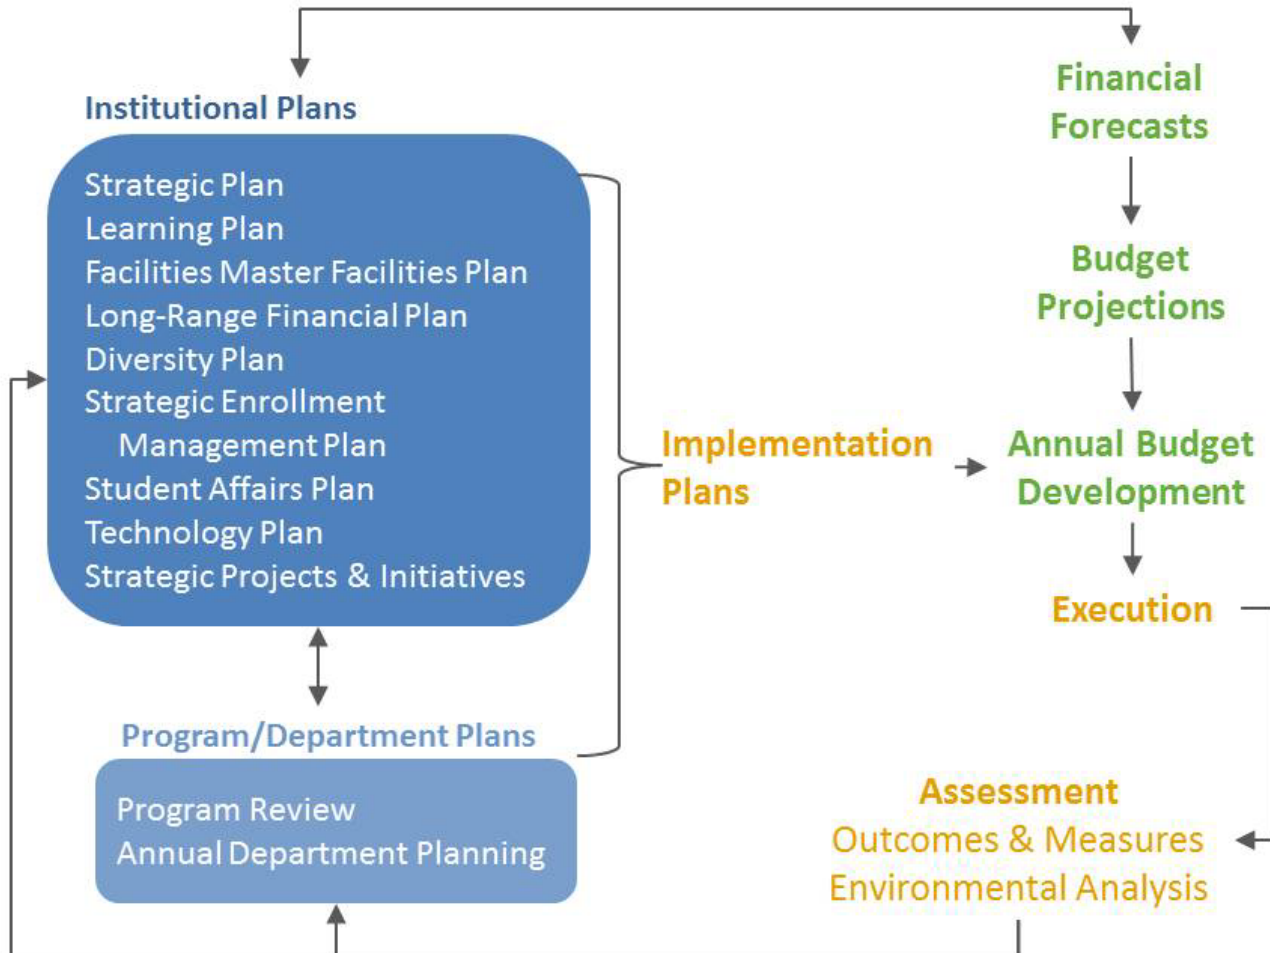 Institutional Plans
Strategic Plan
Learning Plan
Facilities Master Facilities Plan
Long-Range Financial Plan
Diversity Plan
Strategic Enrollment
Management Plan
Student Affairs Plan
Technology Plan
Strategic Projects & Initiatives
Program/Department Plans
Program Review
Annual Department Planning
Implementation
Plans
Financial
Forecasts
Budget
Projections
Annual Budget
Development
Execution
Assessment
Outcomes & Measures
Environmental Analysis